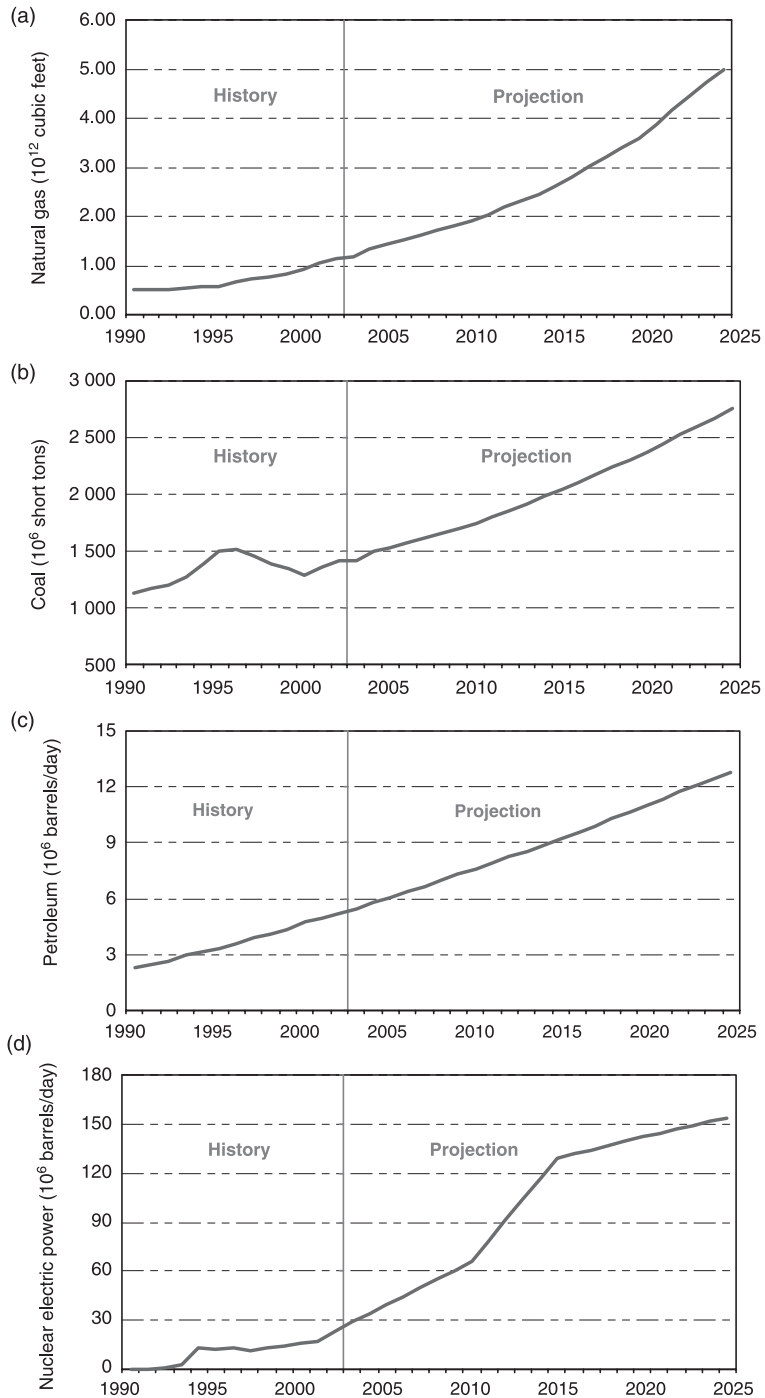 (a)
6.00
5.00
4.00
3.00
2.00
1.00
0.00
Natural gas (10¹² cubic feet)
History
Projection
1990 1995 2000 2005 2010 2015 2020 2025
(b)
3 000
2 500
2 000
1 500
1 000
500
Coal (10⁶ short tons)
History
Projection
1990 1995 2000 2005 2010 2015 2020 2025
(c)
15
12
9
6
3
0
Petroleum (10⁶ barrels/day)
History
Projection
1990 1995 2000 2005 2010 2015 2020 2025
(d)
180
150
120
90
60
30
0
Nuclear electric power (10⁶ barrels/day)
History
Projection
1990 1995 2000 2005 2010 2015 2020 2025